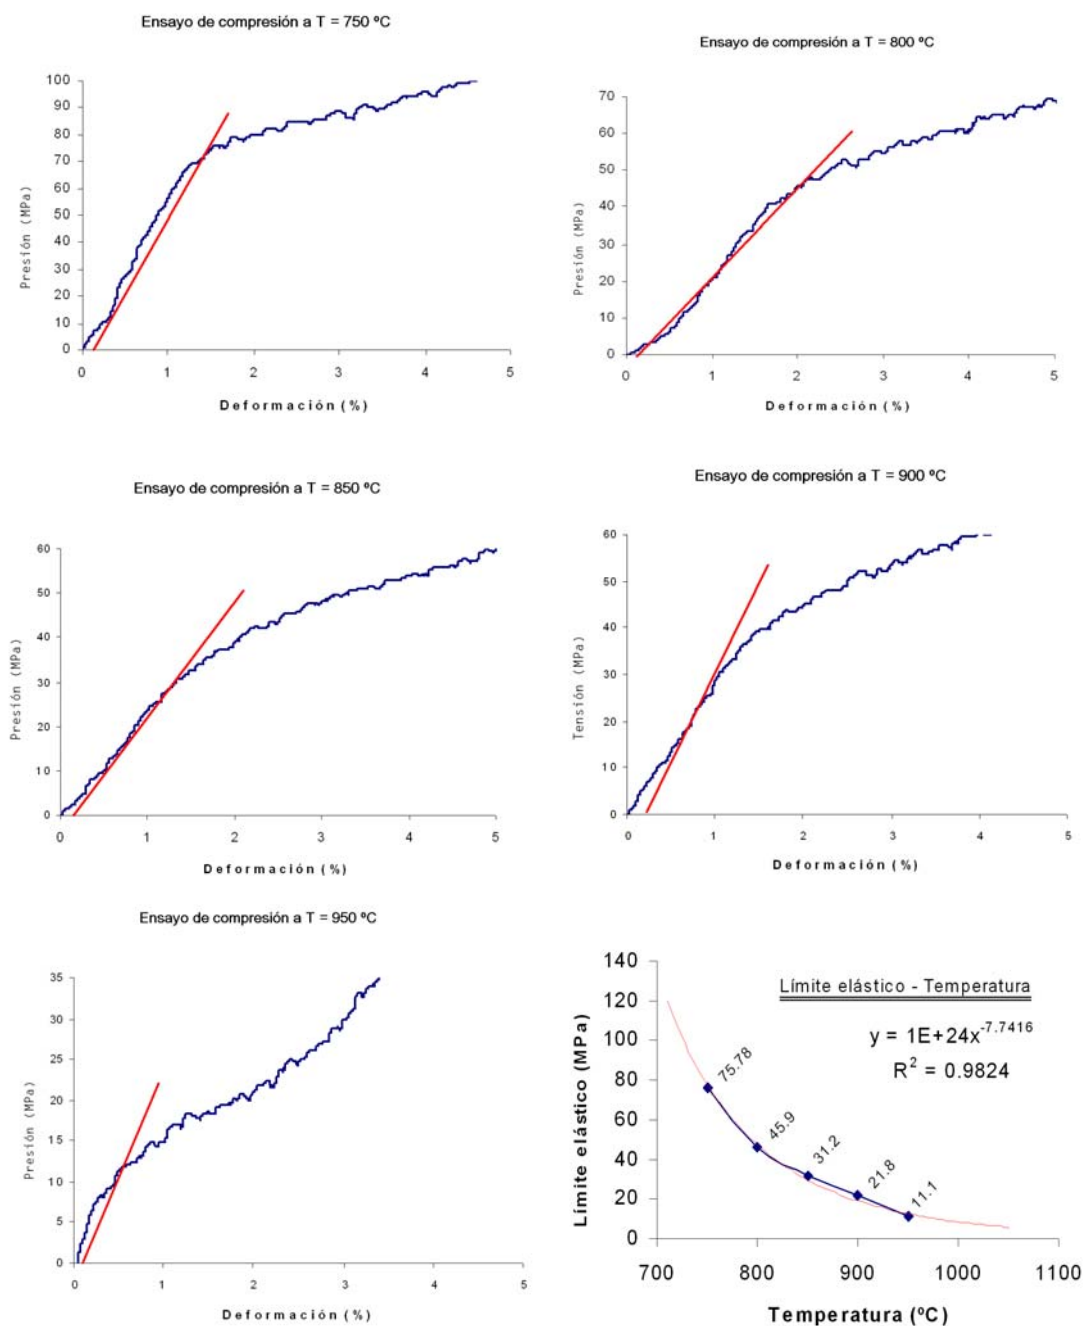 Ensayo de compresión a T = 750 ºC
100
90
80
70
60
50
40
30
20
10
0
Presión (MPa)
0 1 2 3 4 5
Deformación (%)
Ensayo de compresión a T = 800 ºC
70
60
50
40
30
20
10
0
Presión (MPa)
0 1 2 3 4 5
Deformación (%)
Ensayo de compresión a T = 850 ºC
60
50
40
30
20
10
0
Presión (MPa)
0 1 2 3 4 5
Deformación (%)
Ensayo de compresión a T = 900 ºC
60
50
40
30
20
10
0
Tensión (MPa)
0 1 2 3 4 5
Deformación (%)
Ensayo de compresión a T = 950 ºC
35
30
25
20
15
10
5
0
Presión (MPa)
0 1 2 3 4
Deformación (%)
Límite elástico - Temperatura
y = 1E+24x^-7.7416
R² = 0.9824
140
120
100
80
60
40
20
0
Límite elástico (MPa)
75.78
45.9
31.2
21.8
11.1
700 800 900 1000 1100
Temperatura (ºC)